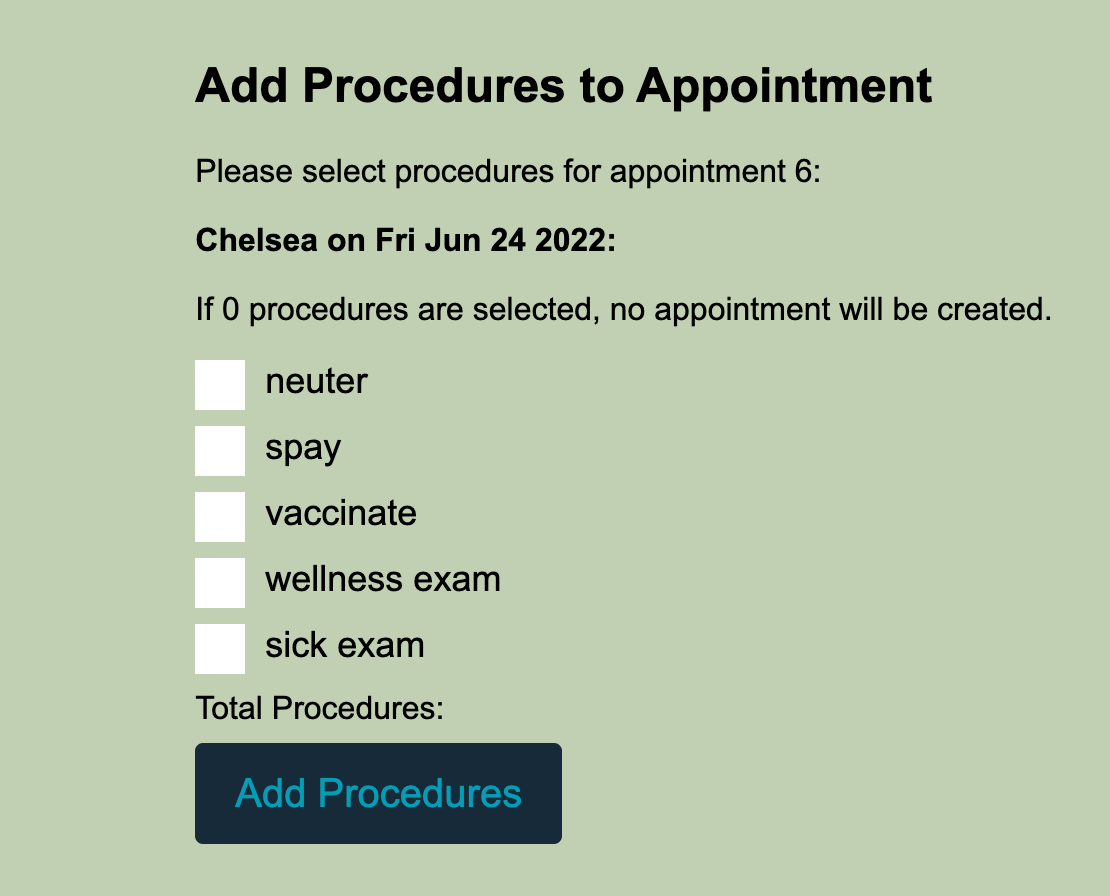 Add Procedures to Appointment
Please select procedures for appointment 6:
Chelsea on Fri Jun 24 2022:
If 0 procedures are selected, no appointment will be created.
neuter
spay
vaccinate
wellness exam
sick exam
Total Procedures:
Add Procedures